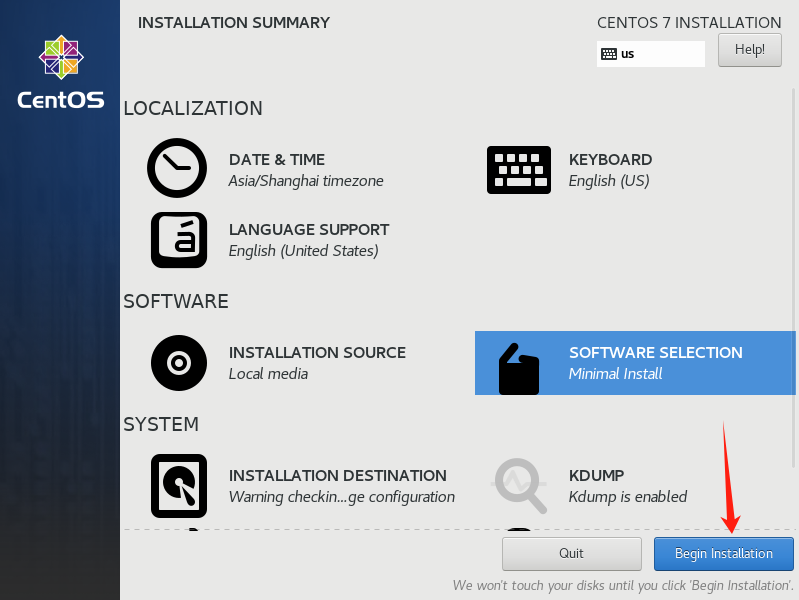 INSTALLATION SUMMARY
CENTOS 7 INSTALLATION
us
Help!
CentOS
LOCALIZATION
DATE & TIME
Asia/Shanghai timezone
KEYBOARD
English (US)
á
LANGUAGE SUPPORT
English (United States)
SOFTWARE
INSTALLATION SOURCE
Local media
SOFTWARE SELECTION
Minimal Install
SYSTEM
INSTALLATION DESTINATION
Warning checkin...ge configuration
KDUMP
Kdump is enabled
Quit
Begin Installation
We won't touch your disks until you click 'Begin Installation'.